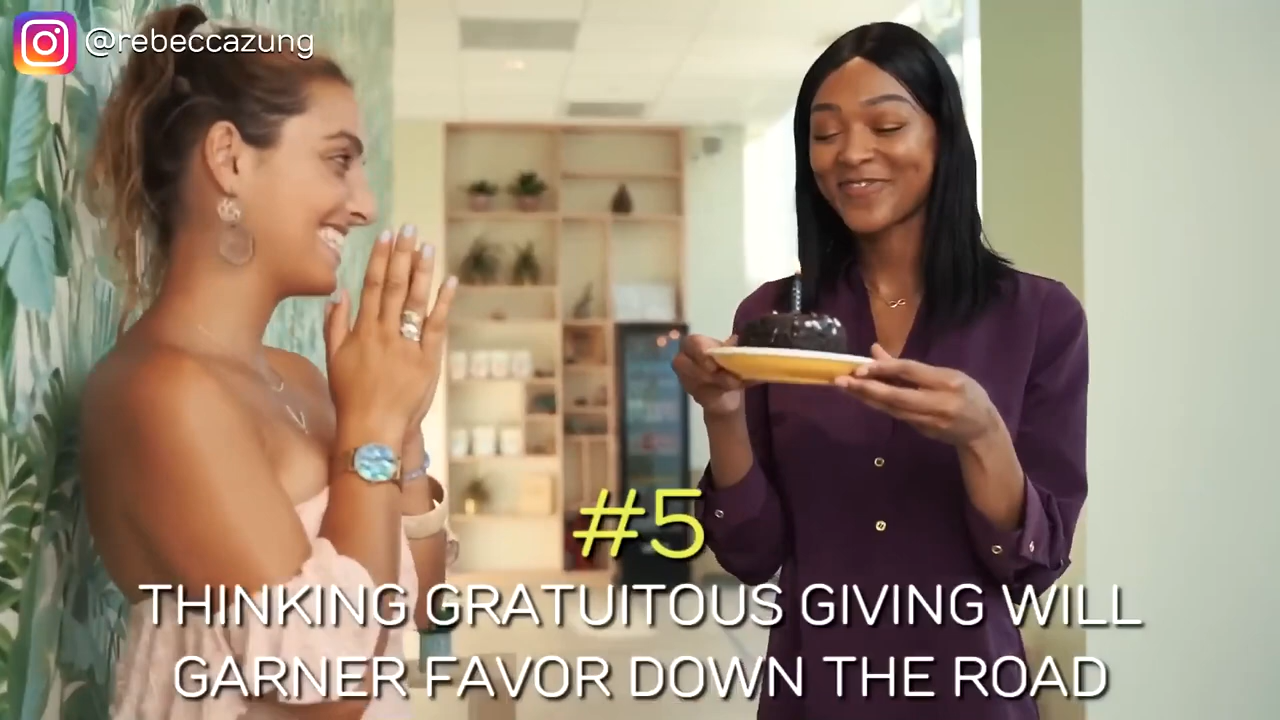 @rebeccazung
#5
THINKING GRATUITOUS GIVING WILL
GARNER FAVOR DOWN THE ROAD